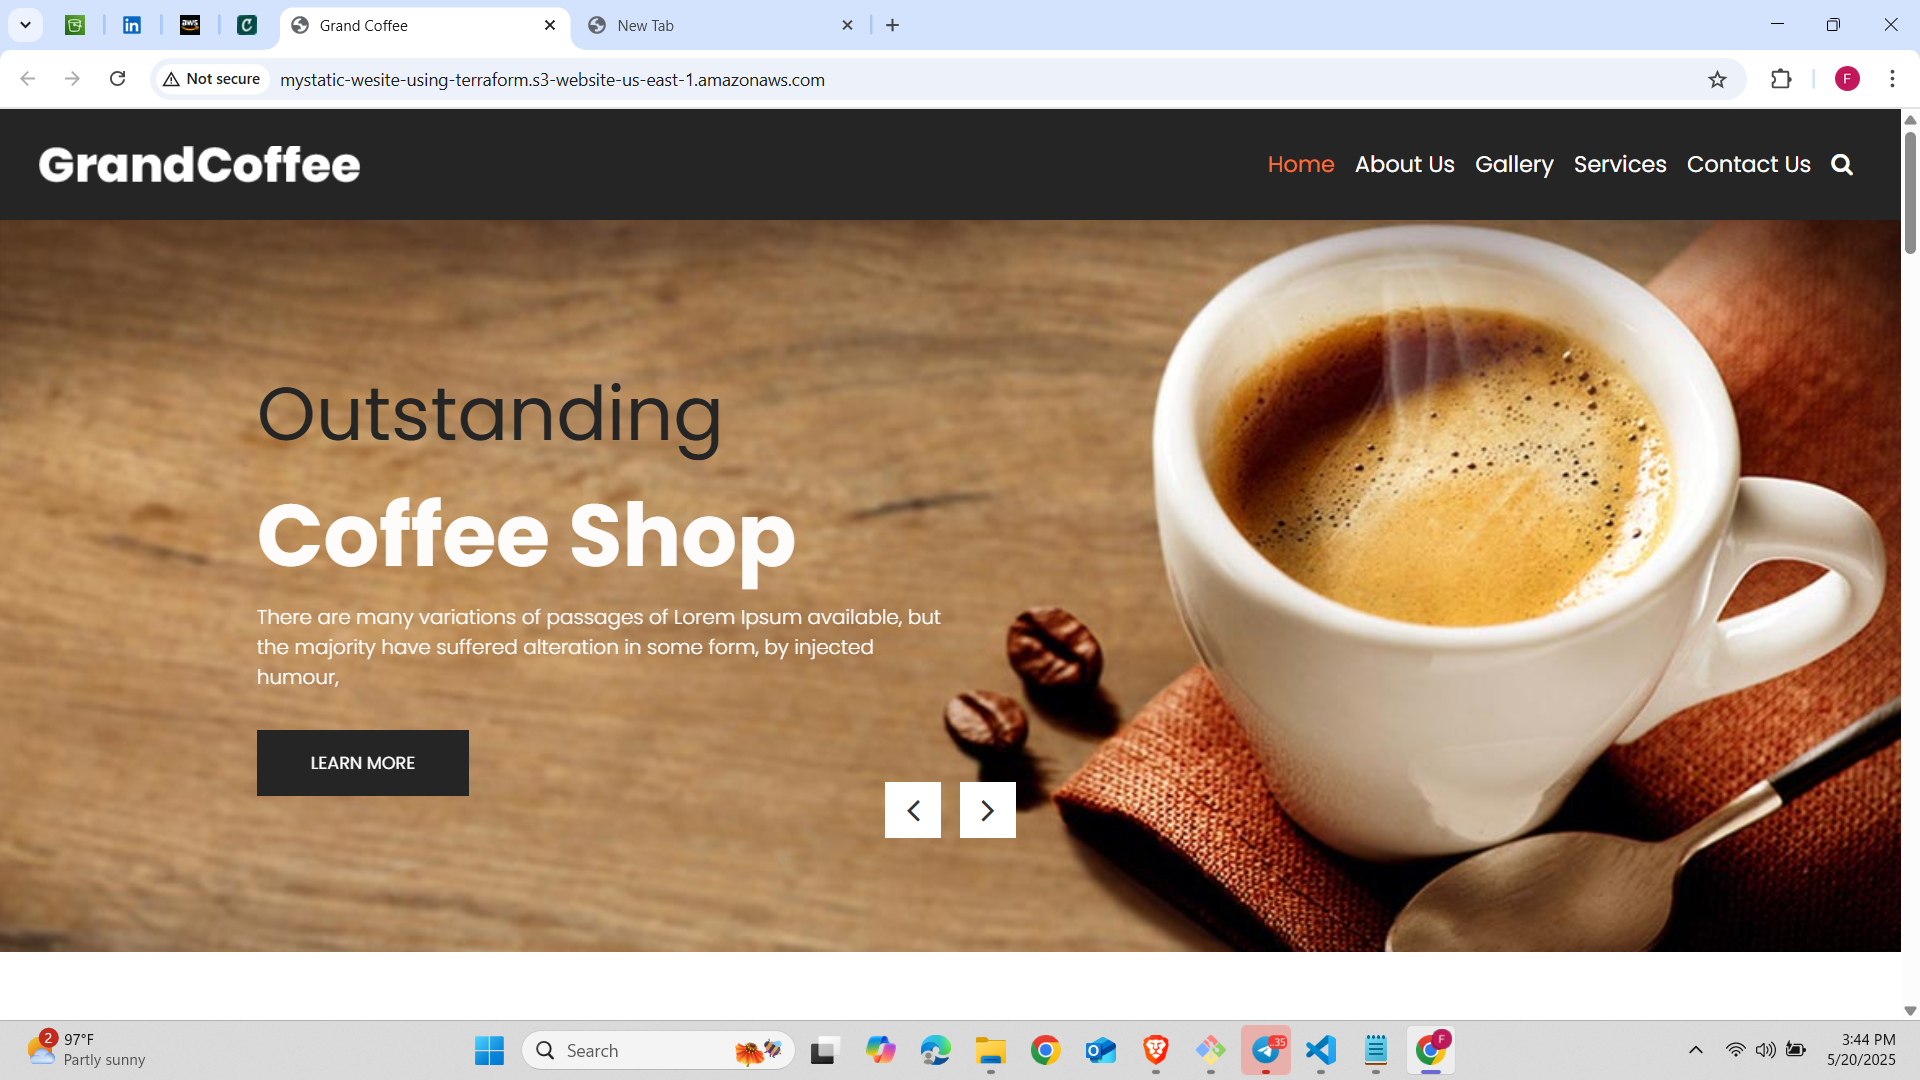 Grand Coffee
New Tab
Not secure
mystatic-wesite-using-terraform.s3-website-us-east-1.amazonaws.com
F
aws
GrandCoffee
Home
About Us
Gallery
Services
Contact Us
Outstanding
Coffee Shop
There are many variations of passages of Lorem Ipsum available, but
the majority have suffered alteration in some form, by injected
humour,
LEARN MORE
2
97°F
Partly sunny
Search
.35
F
3:44 PM
5/20/2025